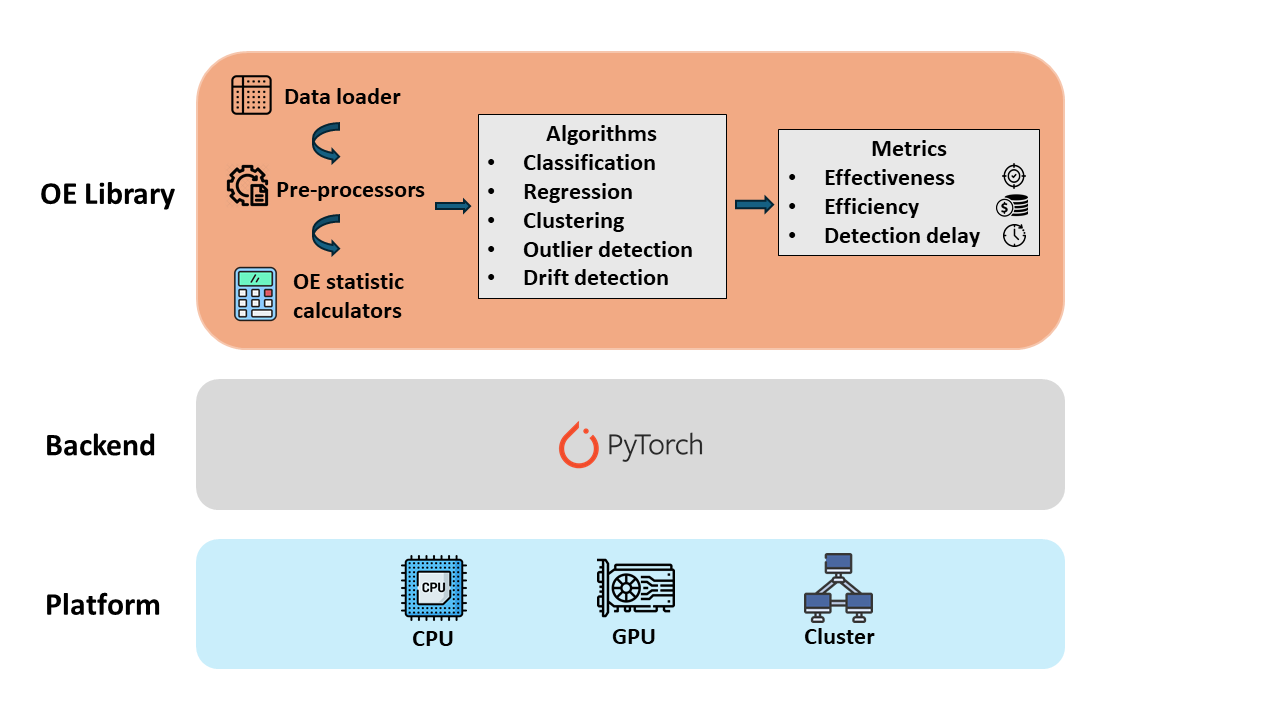 OE Library
Data loader
Pre-processors
OE statistic
calculators
Algorithms
• Classification
• Regression
• Clustering
• Outlier detection
• Drift detection
Metrics
• Effectiveness
• Efficiency
• Detection delay
$
Backend
PyTorch
Platform
CPU
CPU
GPU
Cluster